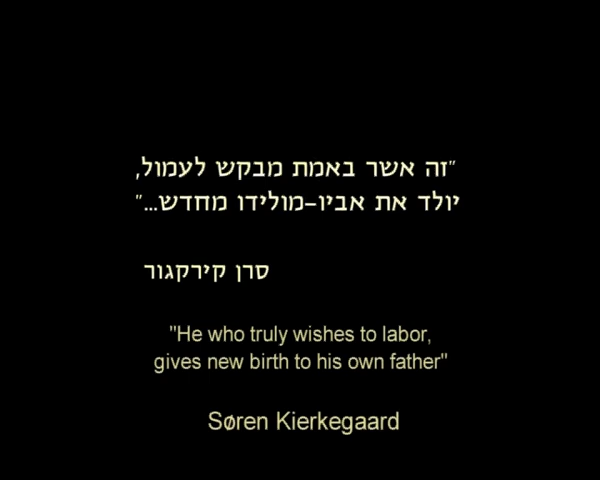 "זה אשר באמת מבקש לעמול,
יולד את אביו–מולידו מחדש..."
סרן קירקגור
"He who truly wishes to labor,
gives new birth to his own father"
Søren Kierkegaard